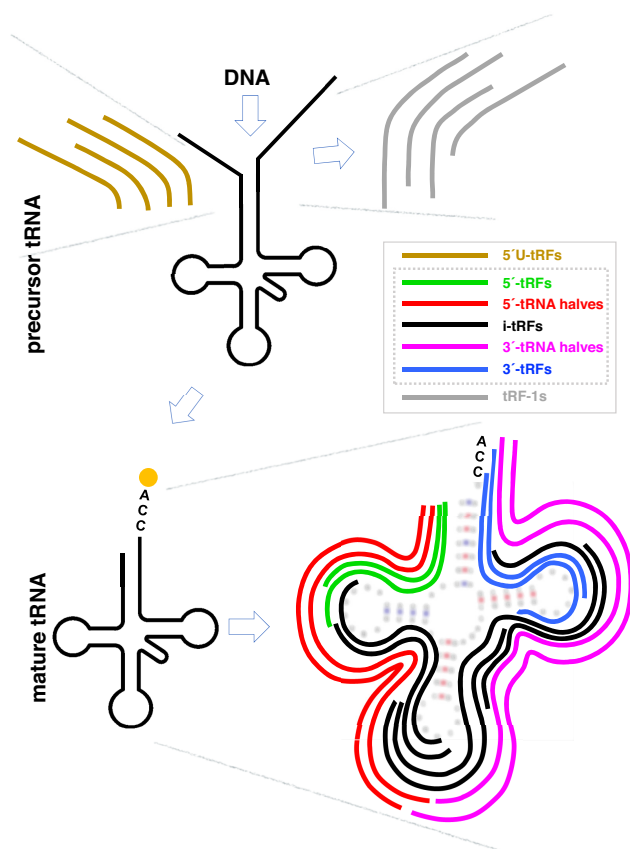 DNA
precursor tRNA
5´U-tRFs
5´-tRFs
5´-tRNA halves
i-tRFs
3´-tRNA halves
3´-tRFs
tRF-1s
A
C
C
A
C
C
mature tRNA